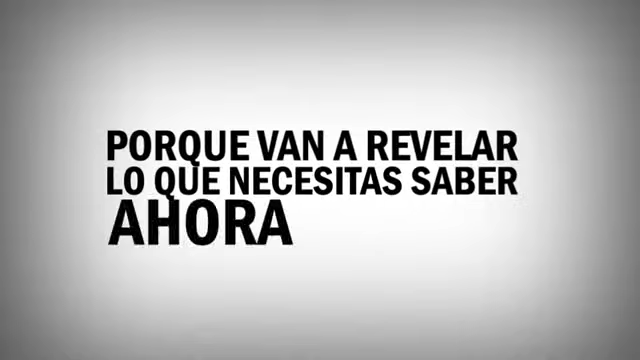 PORQUE VAN A REVELAR
LO QUE NECESITAS SABER
AHORA